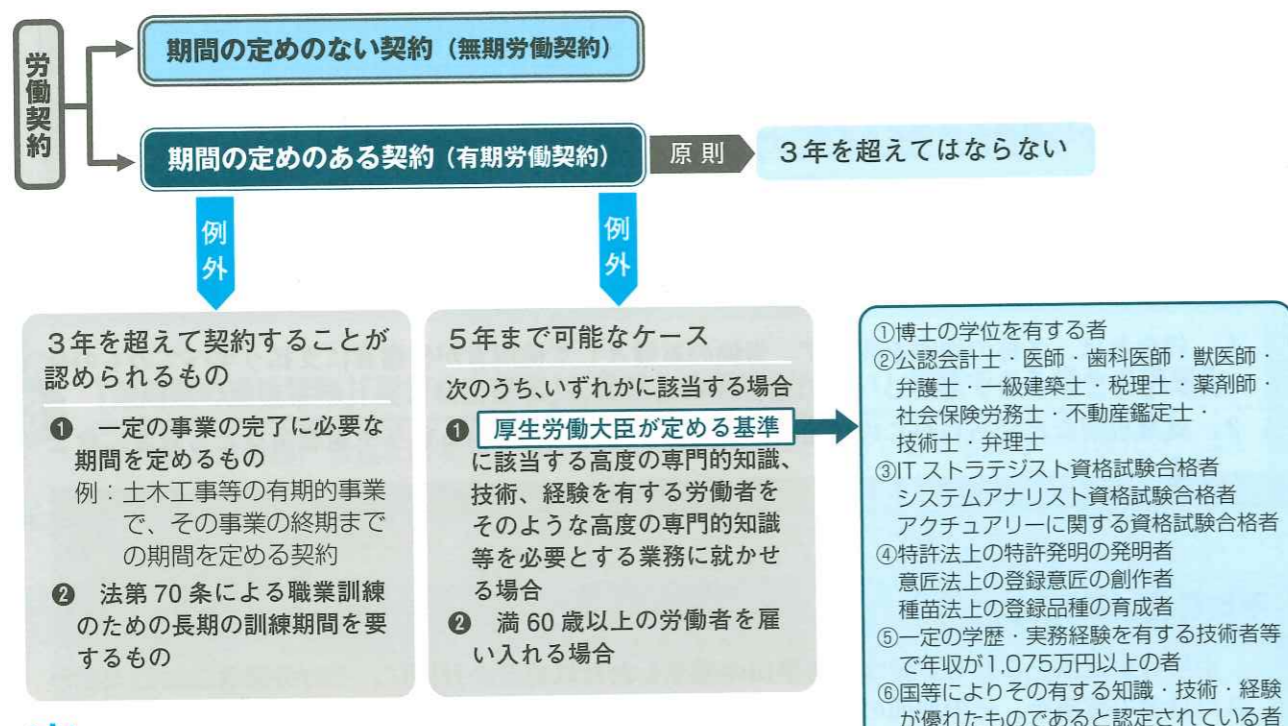 労働契約
期間の定めのない契約（無期労働契約）
期間の定めのある契約（有期労働契約）
原則
３年を超えてはならない
例外
３年を超えて契約することが
認められるもの
❶　一定の事業の完了に必要な
期間を定めるもの
例：土木工事等の有期的事業
で、その事業の終期まで
の期間を定める契約
❷　法第70条による職業訓練
のための長期の訓練期間を要
するもの
例外
５年まで可能なケース
次のうち、いずれかに該当する場合
❶　厚生労働大臣が定める基準
に該当する高度の専門的知識、
技術、経験を有する労働者を
そのような高度の専門的知識
等を必要とする業務に就かせ
る場合
❷　満60歳以上の労働者を雇
い入れる場合
①博士の学位を有する者
②公認会計士・医師・歯科医師・獣医師・
弁護士・一級建築士・税理士・薬剤師・
社会保険労務士・不動産鑑定士・
技術士・弁理士
③ITストラテジスト資格試験合格者
システムアナリスト資格試験合格者
アクチュアリーに関する資格試験合格者
④特許法上の特許発明の発明者
意匠法上の登録意匠の創作者
種苗法上の登録品種の育成者
⑤一定の学歴・実務経験を有する技術者等
で年収が1,075万円以上の者
⑥国等によりその有する知識・技術・経験
が優れたものであると認定されている者